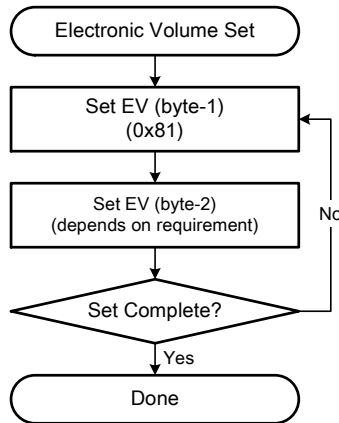 Electronic Volume Set
Set EV (byte-1)
(0x81)
Set EV (byte-2)
(depends on requirement)
No
Set Complete?
Yes
Done